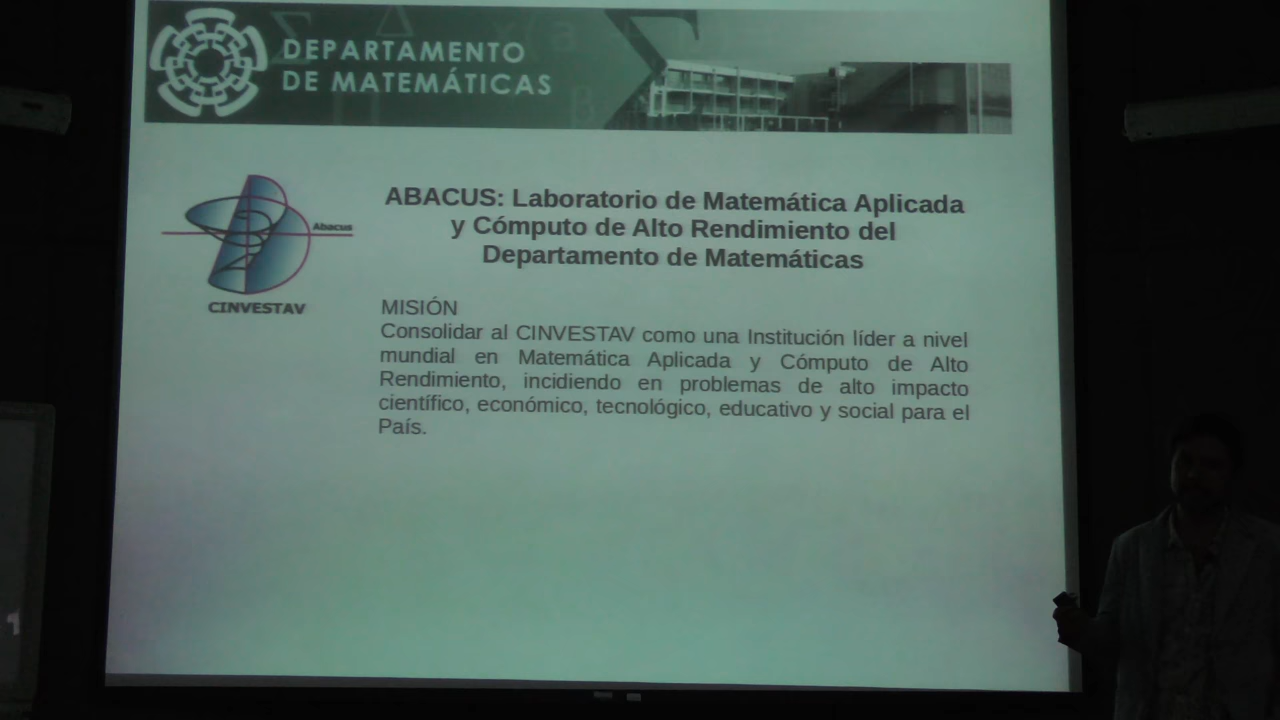 DEPARTAMENTO
DE MATEMÁTICAS
Abacus
CINVESTAV
ABACUS: Laboratorio de Matemática Aplicada
y Cómputo de Alto Rendimiento del
Departamento de Matemáticas
MISIÓN
Consolidar al CINVESTAV como una Institución líder a nivel
mundial en Matemática Aplicada y Cómputo de Alto
Rendimiento, incidiendo en problemas de alto impacto
científico, económico, tecnológico, educativo y social para el
País.